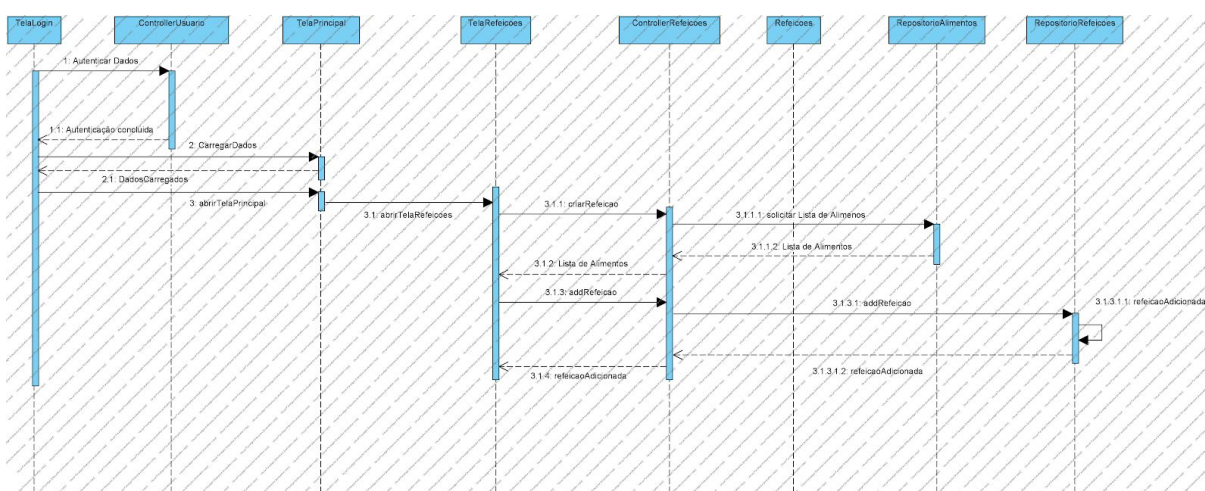 TelaLogin
ControllerUsuario
TelaPrincipal
TelaRefeicoes
ControllerRefeicoes
Refeicoes
RepositorioAlimentos
RepositorioRefeicoes
1: Autenticar Dados
1.1: Autenticação concluida
2: CarregarDados
2.1: DadosCarregados
3: abrirTelaPrincipal
3.1: abrirTelaRefeicoes
3.1.1: criarRefeicao
3.1.1.1: solicitar Lista de Alimenos
3.1.1.2: Lista de Alimentos
3.1.2: Lista de Alimentos
3.1.3: addRefeicao
3.1.3.1: addRefeicao
3.1.3.1.1: refeicaoAdicionada
3.1.3.1.2: refeicaoAdicionada
3.1.4: refeicaoAdicionada